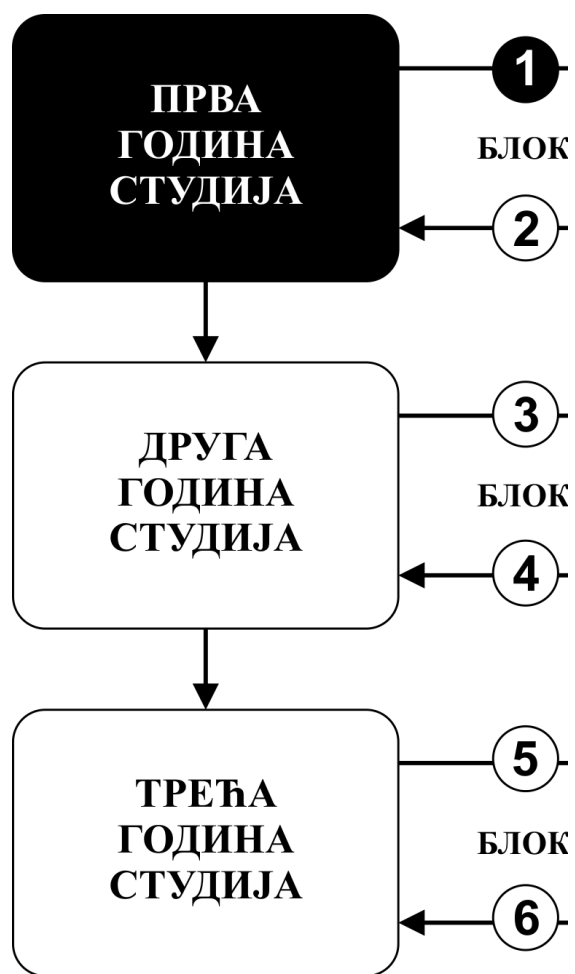 ПРВА
ГОДИНА
СТУДИЈА
1
БЛОК
2
ДРУГА
ГОДИНА
СТУДИЈА
3
БЛОК
4
ТРЕЋА
ГОДИНА
СТУДИЈА
5
БЛОК
6